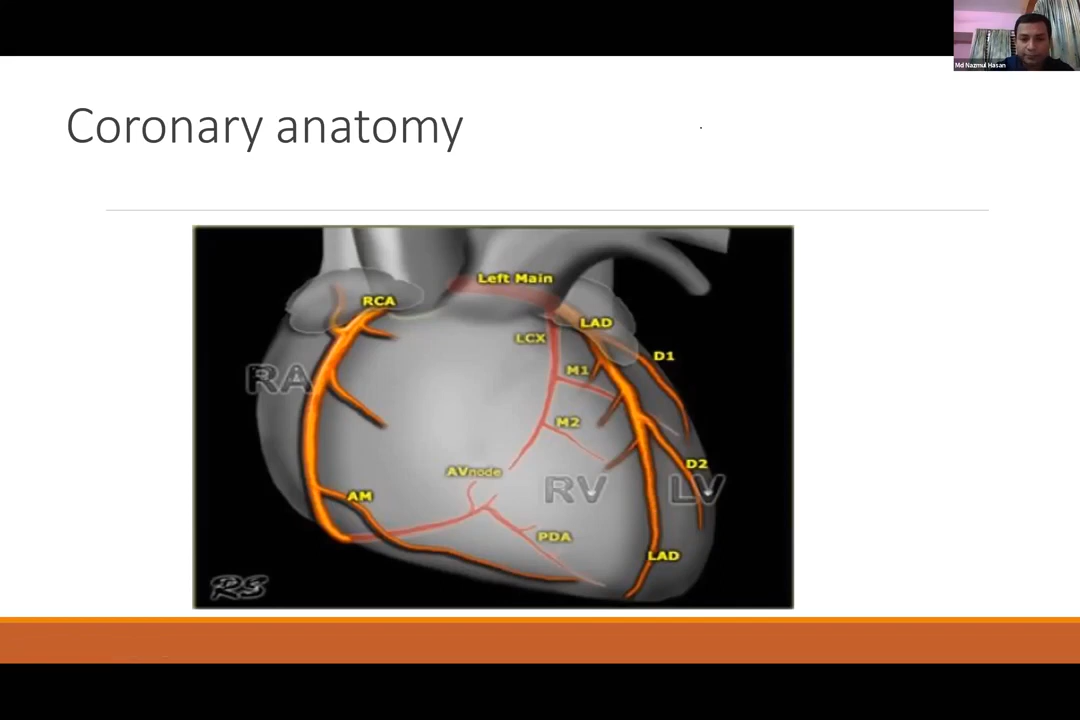 Md Nazmul Hasan
Coronary anatomy
Left Main
RCA
LAD
LCX
D1
M1
RA
M2
D2
AVnode
RV
LV
AM
PDA
LAD
RS